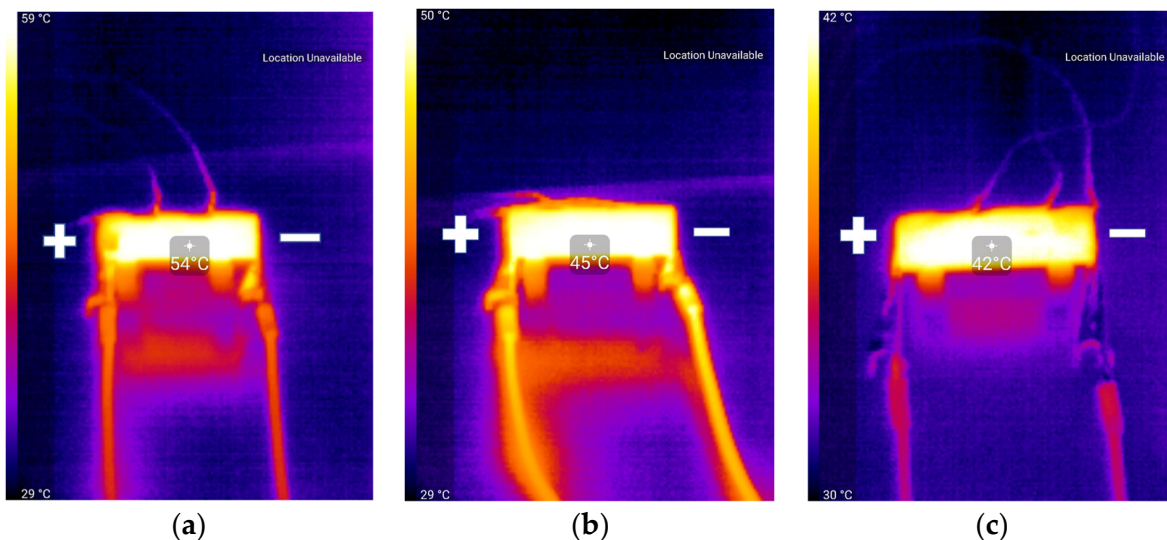 59 °C
Location Unavailable
+
−
54°C
29 °C
(a)
50 °C
Location Unavailable
+
−
45°C
29 °C
(b)
42 °C
Location Unavailable
+
−
42°C
30 °C
(c)